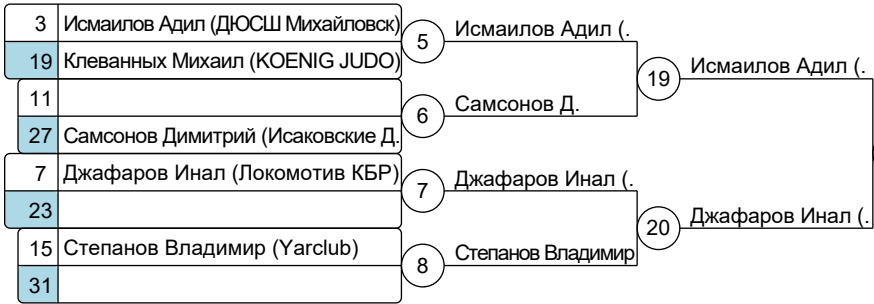 3 Исмаилов Адил (ДЮСШ Михайловск)
19 Клеванных Михаил (KOENIG JUDO)
5 Исмаилов Адил (.
11
27 Самсонов Димитрий (Исаковские Д.
6 Самсонов Д.
19 Исмаилов Адил (.
7 Джафаров Инал (Локомотив КБР)
23
7 Джафаров Инал (.
15 Степанов Владимир (Yarclub)
31
8 Степанов Владимир
20 Джафаров Инал (.